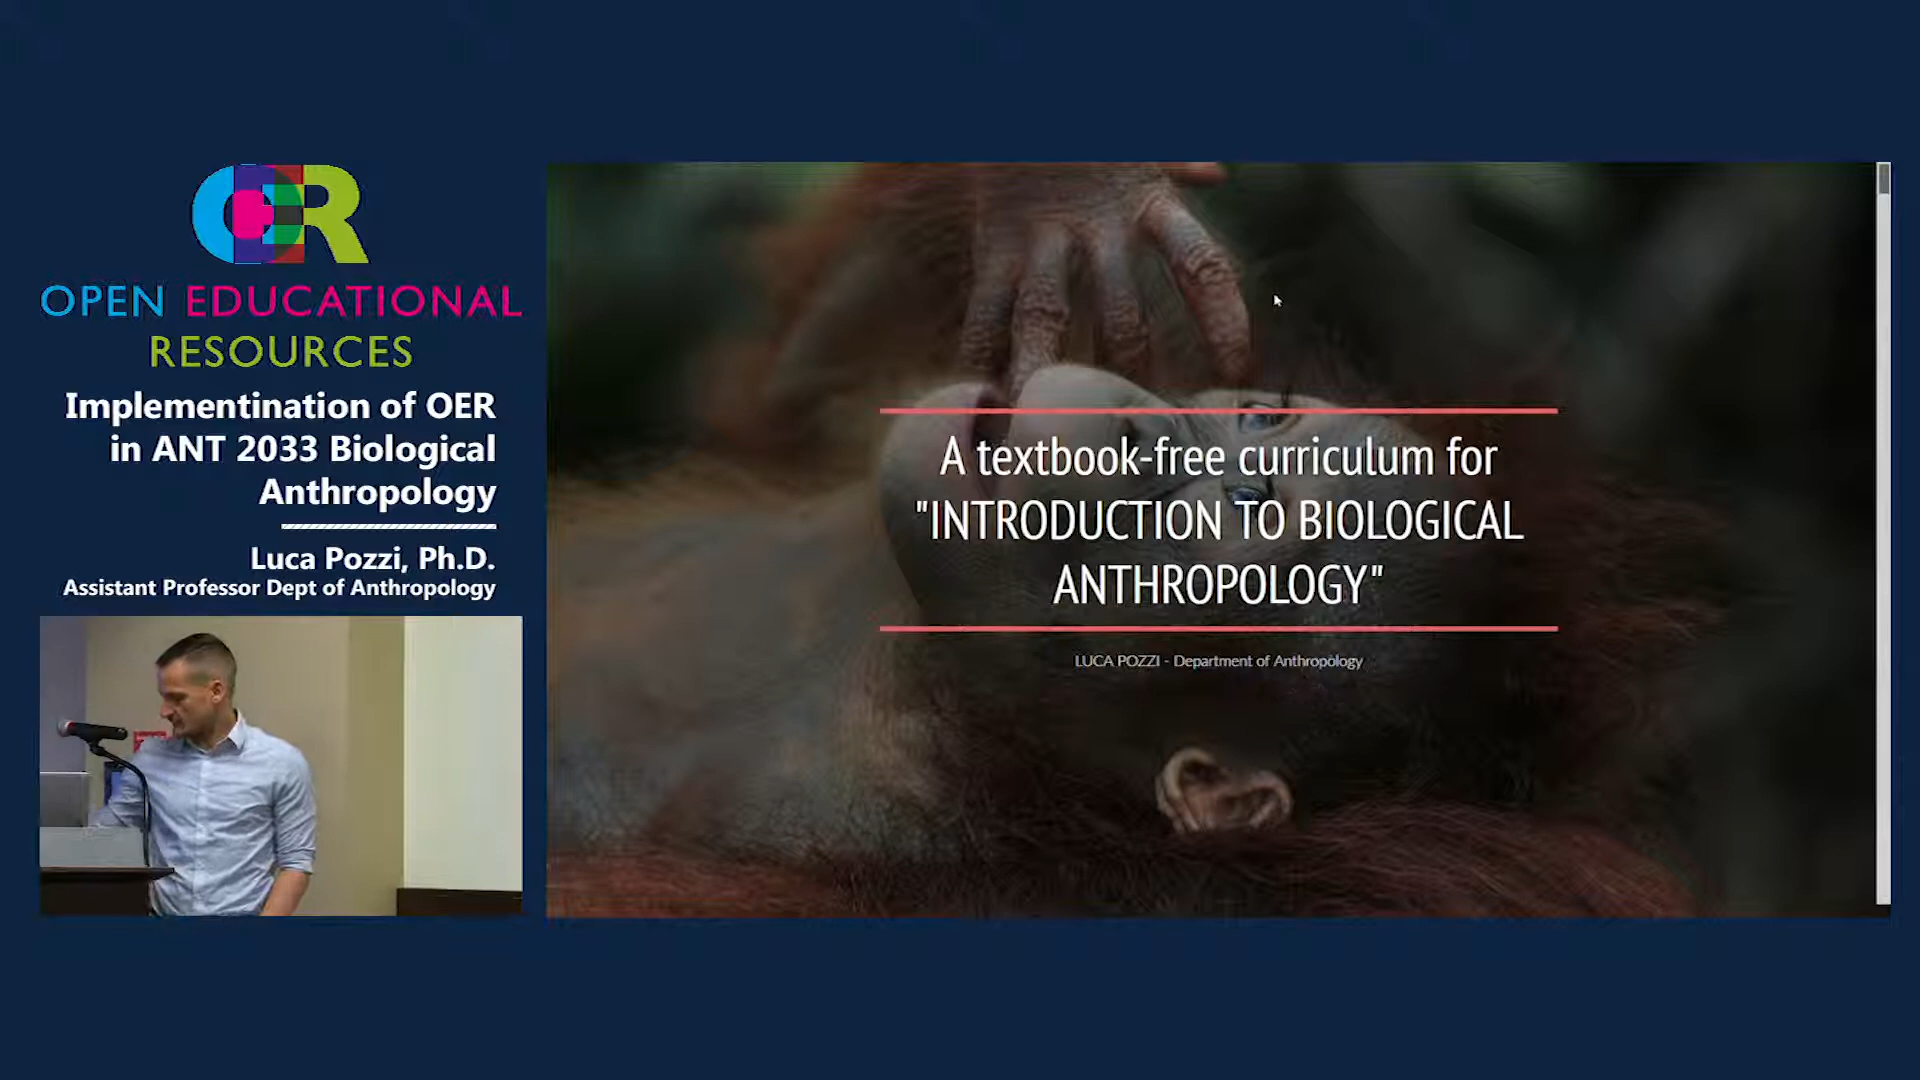 OER
OPEN EDUCATIONAL
RESOURCES
Implementination of OER
in ANT 2033 Biological
Anthropology
Luca Pozzi, Ph.D.
Assistant Professor Dept of Anthropology
A textbook-free curriculum for
"INTRODUCTION TO BIOLOGICAL
ANTHROPOLOGY"
LUCA POZZI - Department of Anthropology